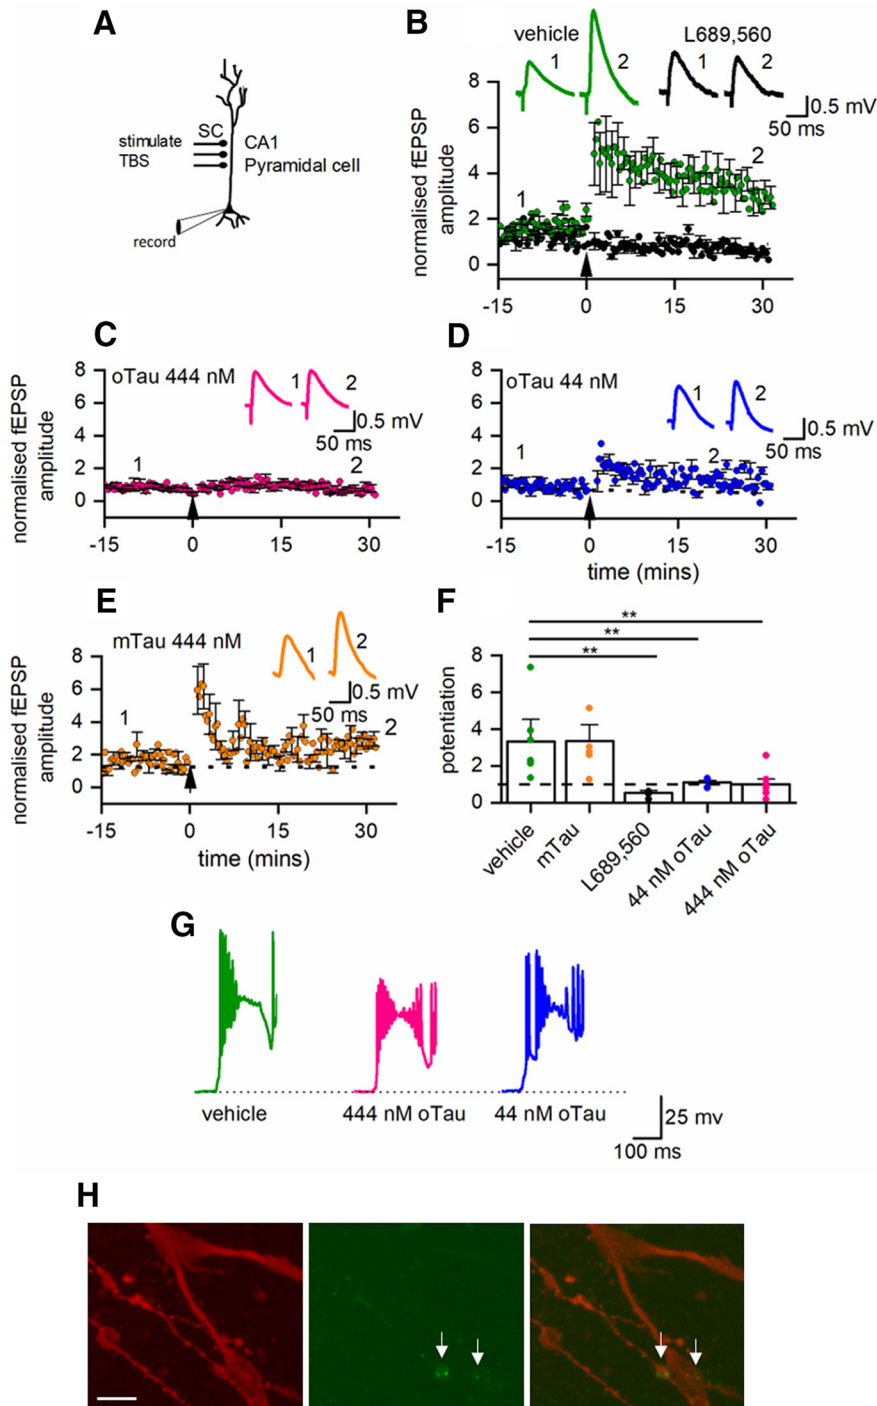 A
stimulate
TBS
SC
CA1
Pyramidal cell
record
B
vehicle
L689,560
1
2
1
2
0.5 mV
50 ms
normalised fEPSP
amplitude
8
6
4
2
0
1
2
-15
0
15
30
C
oTau 444 nM
1
2
0.5 mV
50 ms
normalised fEPSP
amplitude
8
6
4
2
0
1
2
-15
0
15
30
D
oTau 44 nM
1
2
0.5 mV
50 ms
8
6
4
2
0
1
2
-15
0
15
30
time (mins)
E
mTau 444 nM
1
2
0.5 mV
50 ms
normalised fEPSP
amplitude
8
6
4
2
0
1
2
-15
0
15
30
time (mins)
F
**
**
**
potentiation
8
6
4
2
0
vehicle
mTau
L689,560
44 nM oTau
444 nM oTau
G
vehicle
444 nM oTau
44 nM oTau
25 mv
100 ms
H